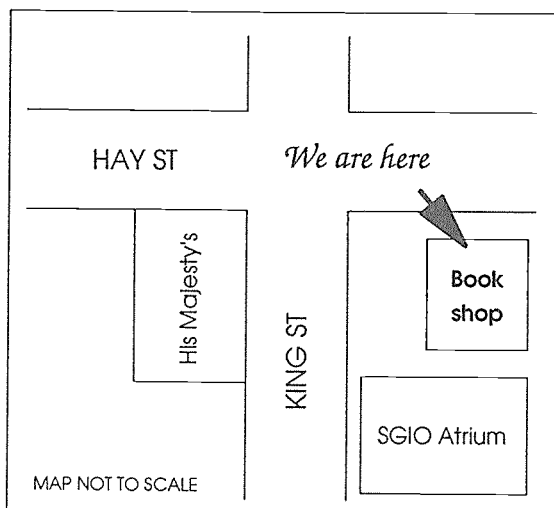 HAY ST
We are here
His Majesty's
Book
shop
KING ST
SGIO Atrium
MAP NOT TO SCALE